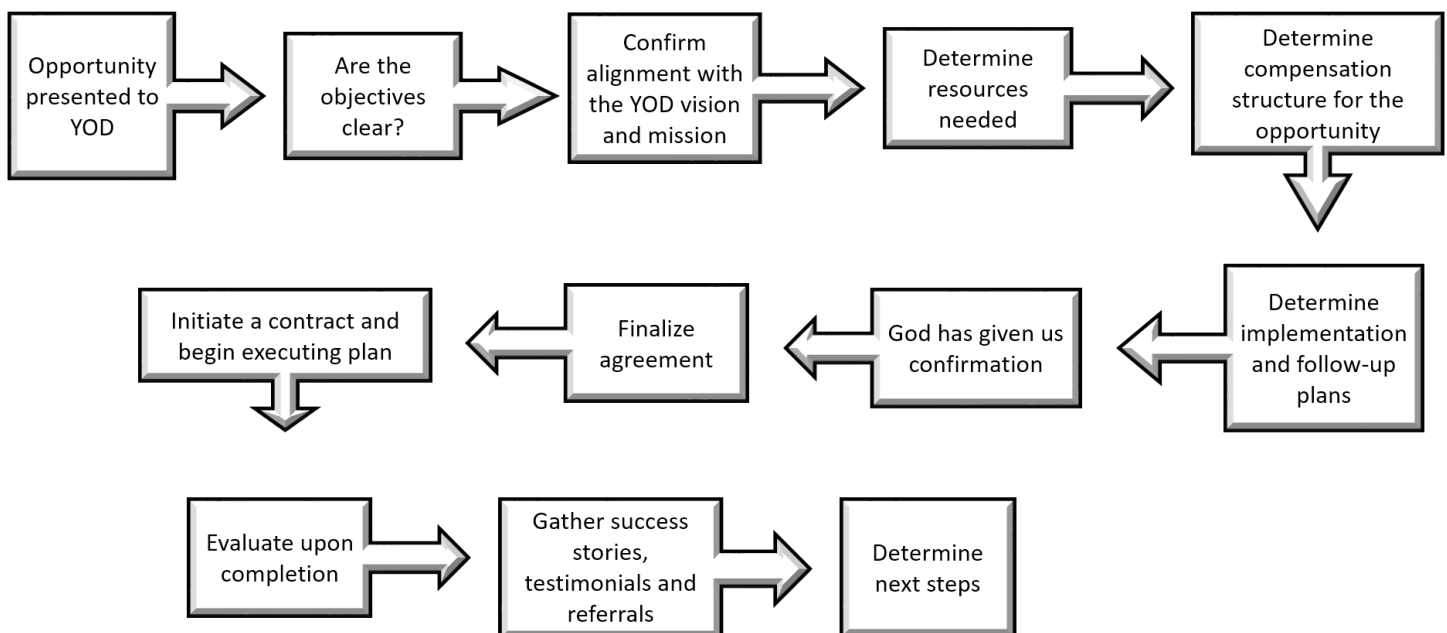 Opportunity
presented to
YOD
Are the
objectives
clear?
Confirm
alignment with
the YOD vision
and mission
Determine
resources
needed
Determine
compensation
structure for the
opportunity
Determine
implementation
and follow-up
plans
God has given us
confirmation
Finalize
agreement
Initiate a contract and
begin executing plan
Evaluate upon
completion
Gather success
stories,
testimonials and
referrals
Determine
next steps